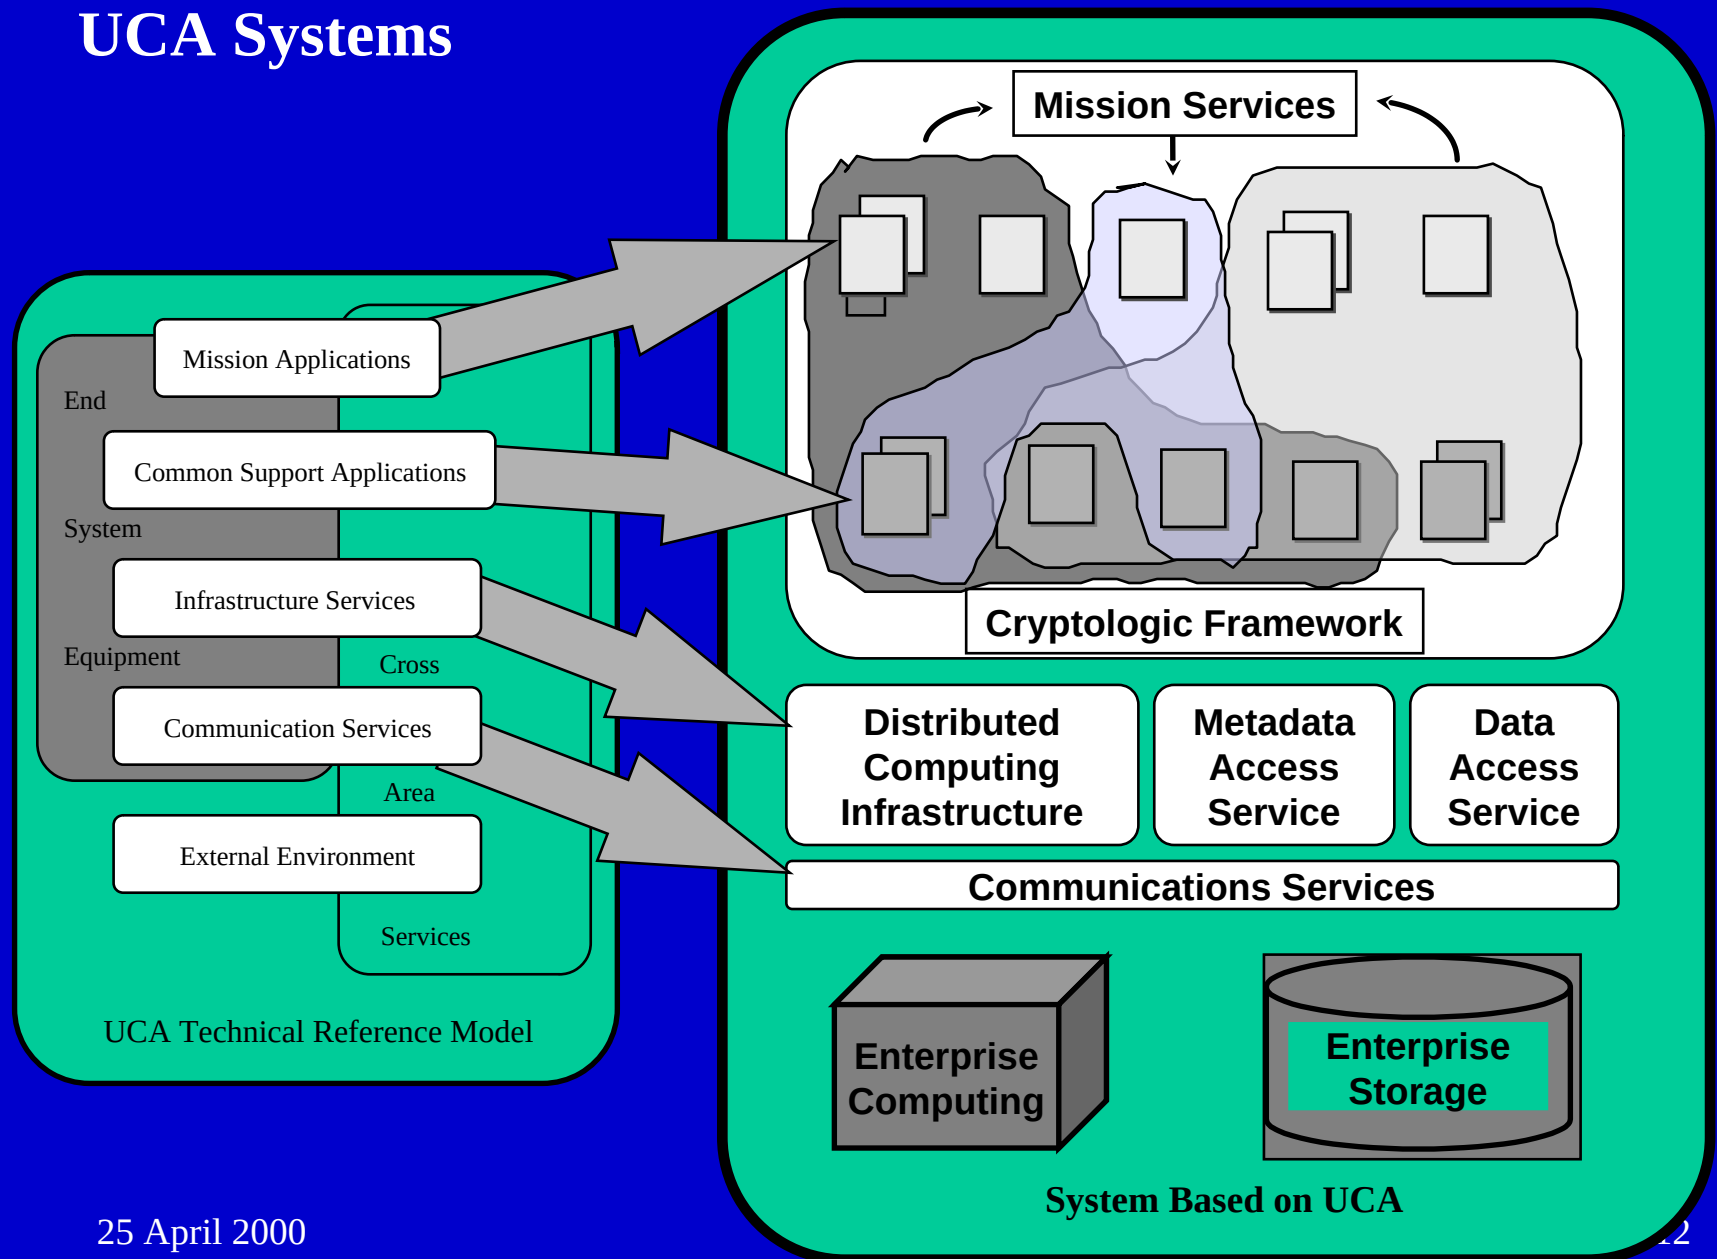 UCA Systems
Mission Applications
End
Common Support Applications
System
Infrastructure Services
Equipment
Cross
Communication Services
Area
External Environment
Services
UCA Technical Reference Model
Mission Services
Cryptologic Framework
Distributed
Computing
Infrastructure
Metadata
Access
Service
Data
Access
Service
Communications Services
Enterprise
Computing
Enterprise
Storage
System Based on UCA
25 April 2000
12